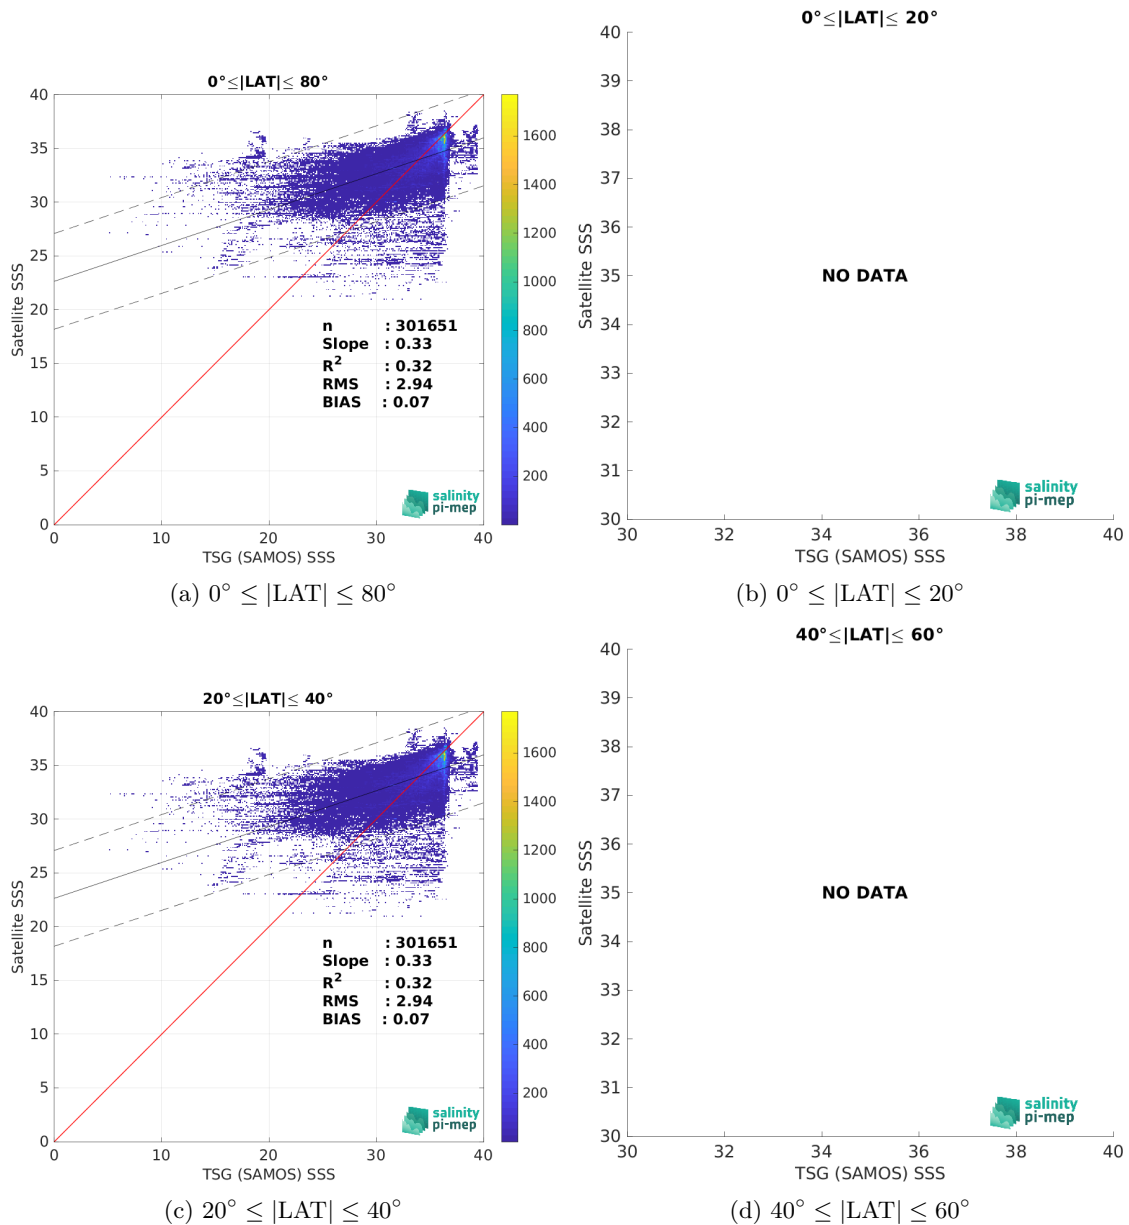 0°≤|LAT|≤ 80°
40
35
30
25
20
15
10
5
0
Satellite SSS
n : 301651
Slope : 0.33
R² : 0.32
RMS : 2.94
BIAS : 0.07
salinity
pi-mep
0 10 20 30 40
TSG (SAMOS) SSS
1600
1400
1200
1000
800
600
400
200
(a) 0° ≤ |LAT| ≤ 80°
0°≤|LAT|≤ 20°
40
39
38
37
36
35
34
33
32
31
30
Satellite SSS
NO DATA
salinity
pi-mep
30 32 34 36 38 40
TSG (SAMOS) SSS
(b) 0° ≤ |LAT| ≤ 20°
20°≤|LAT|≤ 40°
40
35
30
25
20
15
10
5
0
Satellite SSS
n : 301651
Slope : 0.33
R² : 0.32
RMS : 2.94
BIAS : 0.07
salinity
pi-mep
0 10 20 30 40
TSG (SAMOS) SSS
1600
1400
1200
1000
800
600
400
200
(c) 20° ≤ |LAT| ≤ 40°
40°≤|LAT|≤ 60°
40
39
38
37
36
35
34
33
32
31
30
Satellite SSS
NO DATA
salinity
pi-mep
30 32 34 36 38 40
TSG (SAMOS) SSS
(d) 40° ≤ |LAT| ≤ 60°